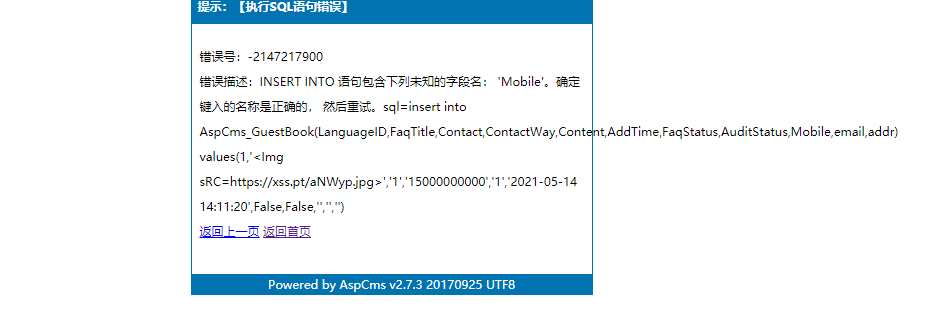 提示：【执行SQL语句错误】
错误号：-2147217900
错误描述：INSERT INTO 语句包含下列未知的字段名： 'Mobile'。确定
键入的名称是正确的， 然后重试。sql=insert into
AspCms_GuestBook(LanguageID,FaqTitle,Contact,ContactWay,Content,AddTime,FaqStatus,AuditStatus,Mobile,email,addr)
values(1,'<Img
sRC=https://xss.pt/aNWyp.jpg>','1','15000000000','1','2021-05-14
14:11:20',False,False,'','','')
返回上一页 返回首页
Powered by AspCms v2.7.3 20170925 UTF8